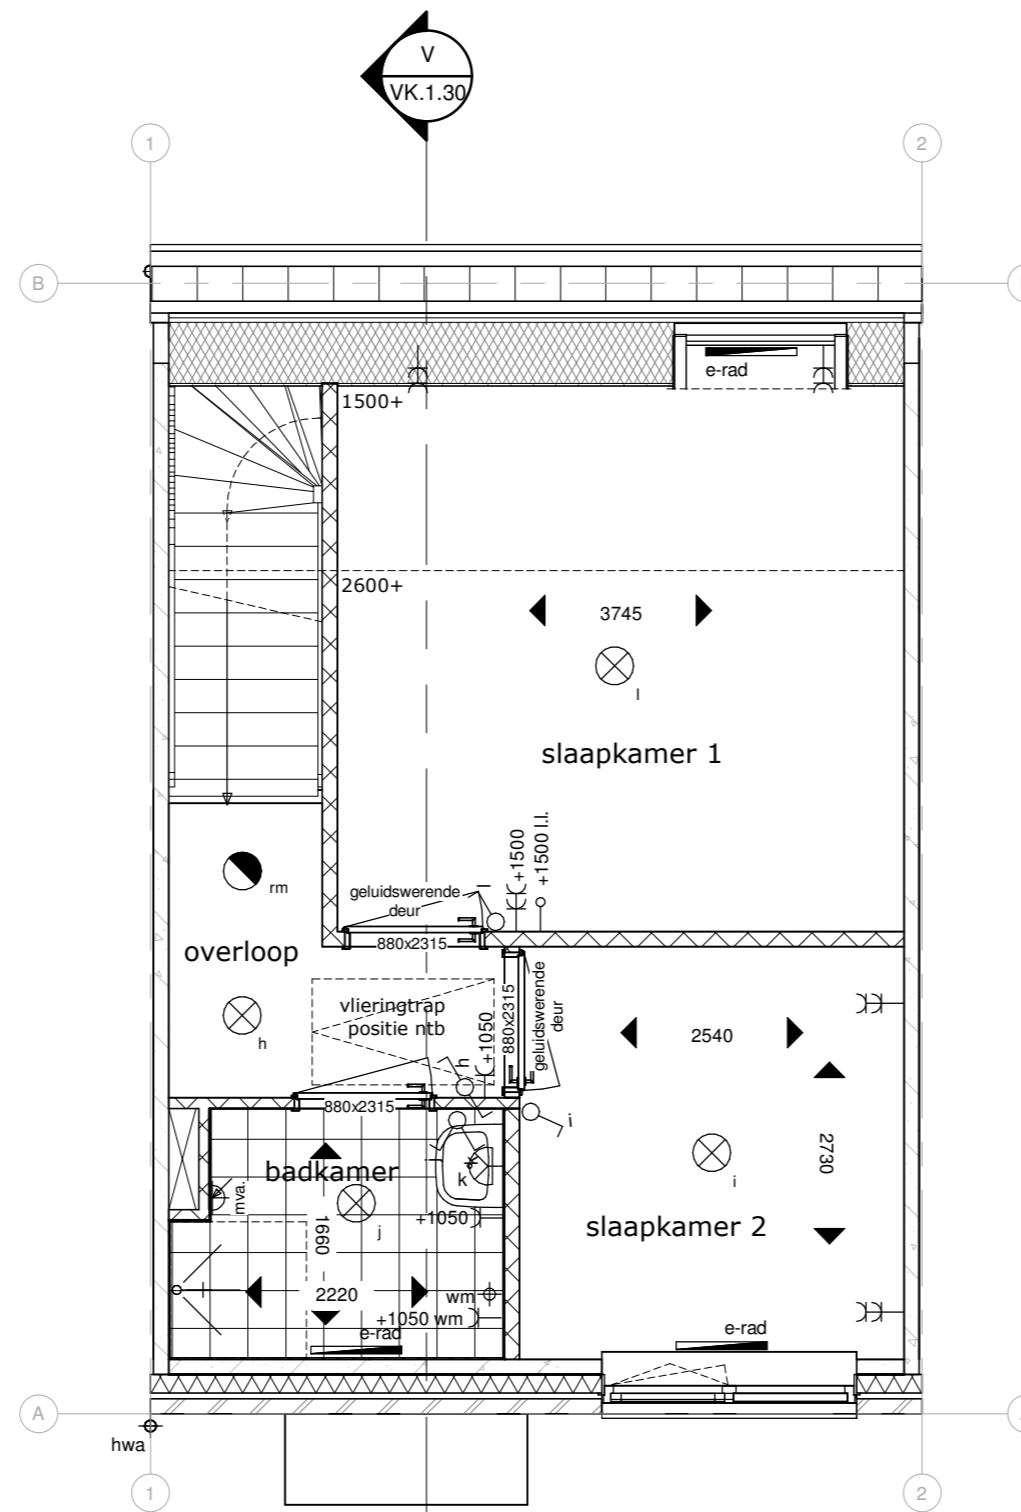 V
VK.1.30
1
2
B
e-rad
1500+
2600+
3745
l
slaapkamer 1
+1500
+1500 l.l.
rm
geluidswerende
deur
l
880x2315
overloop
vlieringtrap
positie ntb
h
+1050
h
880x2315
geluidswerende
deur
2540
880x2315
i
2730
badkamer
k
i
mva.
slaapkamer 2
+1050
j
1660
2220
wm
+1050 wm
e-rad
e-rad
A
hwa
1
2